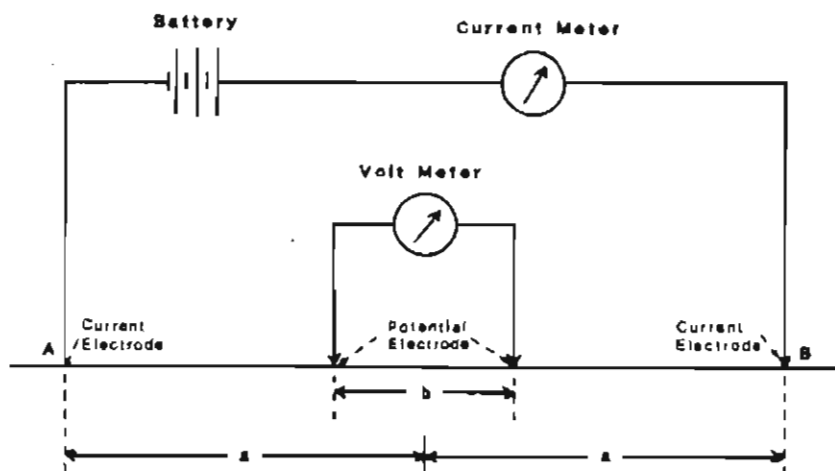 Battery
Current Meter
Volt Meter
A
Current
Electrode
Potential
Electrode
Current
Electrode
B
b
a
a